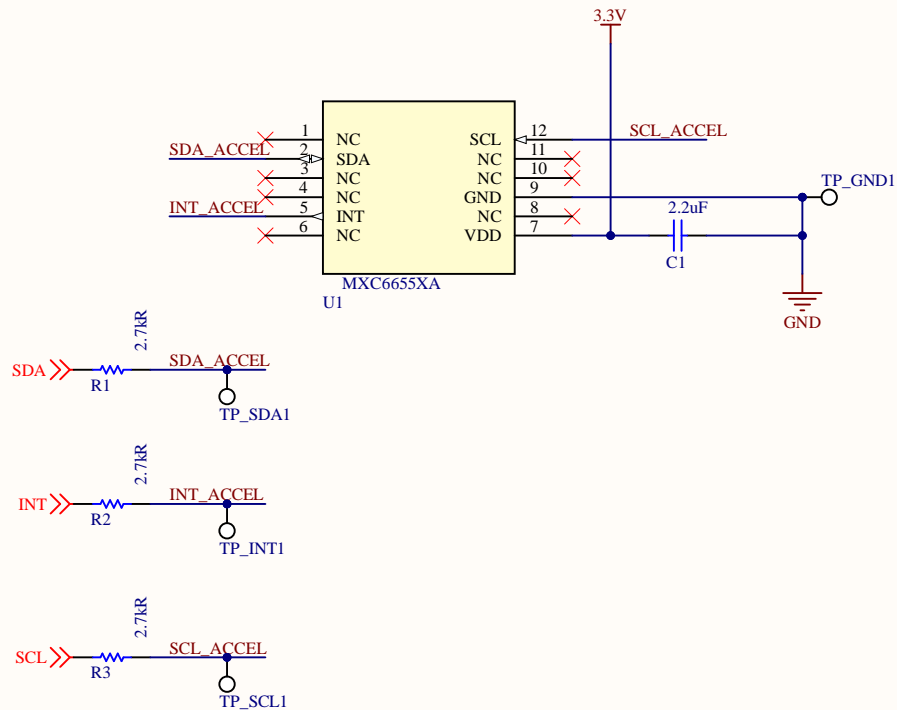 3.3V
1 NC
SDA_ACCEL 2 SDA
3 NC
4 NC
INT_ACCEL 5 INT
6 NC
SCL 12 SCL_ACCEL
NC 11
NC 10
GND 9
NC 8
VDD 7
TP_GND1
2.2uF
C1
GND
MXC6655XA
U1
2.7kR
SDA R1 SDA_ACCEL
TP_SDA1
2.7kR
INT R2 INT_ACCEL
TP_INT1
2.7kR
SCL R3 SCL_ACCEL
TP_SCL1